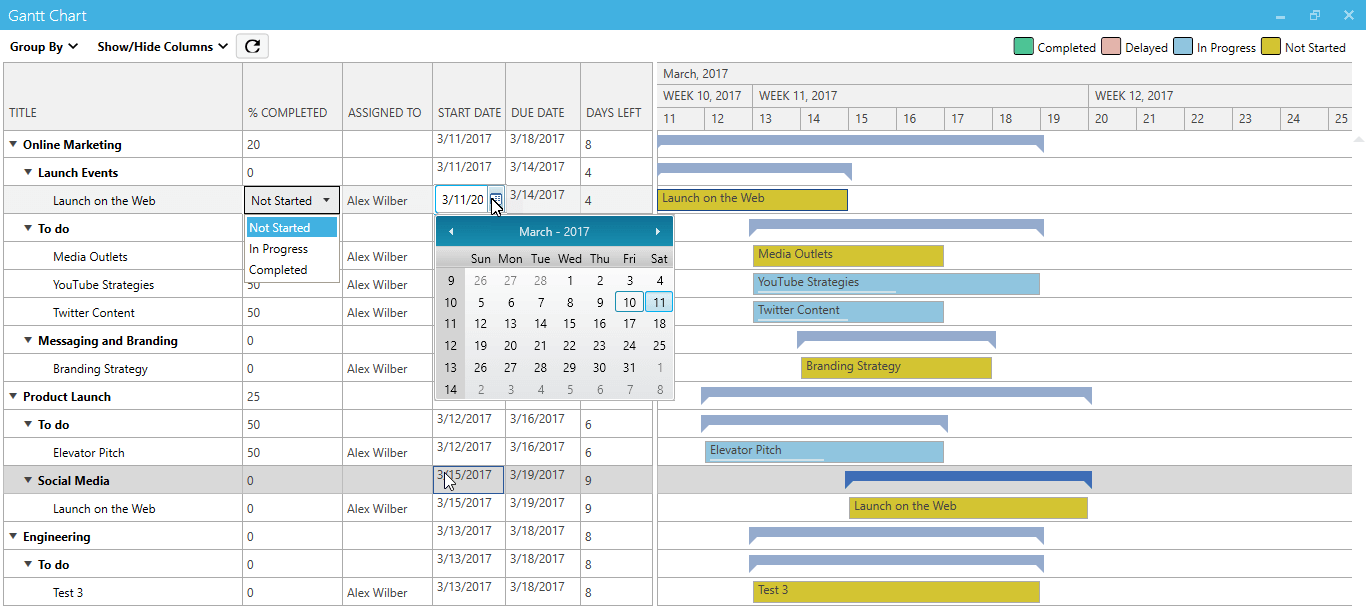 Gantt Chart
Group By Show/Hide Columns Completed Delayed In Progress Not Started
March, 2017
WEEK 10, 2017 WEEK 11, 2017 WEEK 12, 2017
TITLE % COMPLETED ASSIGNED TO START DATE DUE DATE DAYS LEFT 11 12 13 14 15 16 17 18 19 20 21 22 23 24 25
Online Marketing 20 3/11/2017 3/18/2017 8
Launch Events 0 3/11/2017 3/14/2017 4
Launch on the Web Not Started Alex Wilber 3/11/20 3/14/2017 4 Launch on the Web
Not Started
In Progress
Completed
March - 2017
Sun Mon Tue Wed Thu Fri Sat
9 26 27 28 1 2 3 4
10 5 6 7 8 9 10 11
11 12 13 14 15 16 17 18
12 19 20 21 22 23 24 25
13 26 27 28 29 30 31 1
14 2 3 4 5 6 7 8
To do
Media Outlets Alex Wilber Media Outlets
YouTube Strategies 50 Alex Wilber YouTube Strategies
Twitter Content 50 Alex Wilber Twitter Content
Messaging and Branding 0
Branding Strategy 0 Alex Wilber Branding Strategy
Product Launch 25
To do 50 3/12/2017 3/16/2017 6
Elevator Pitch 50 Alex Wilber 3/12/2017 3/16/2017 6 Elevator Pitch
Social Media 0 3/15/2017 3/19/2017 9
Launch on the Web 0 Alex Wilber 3/15/2017 3/19/2017 9 Launch on the Web
Engineering 0 3/13/2017 3/18/2017 8
To do 0 3/13/2017 3/18/2017 8
Test 3 0 Alex Wilber 3/13/2017 3/18/2017 8 Test 3